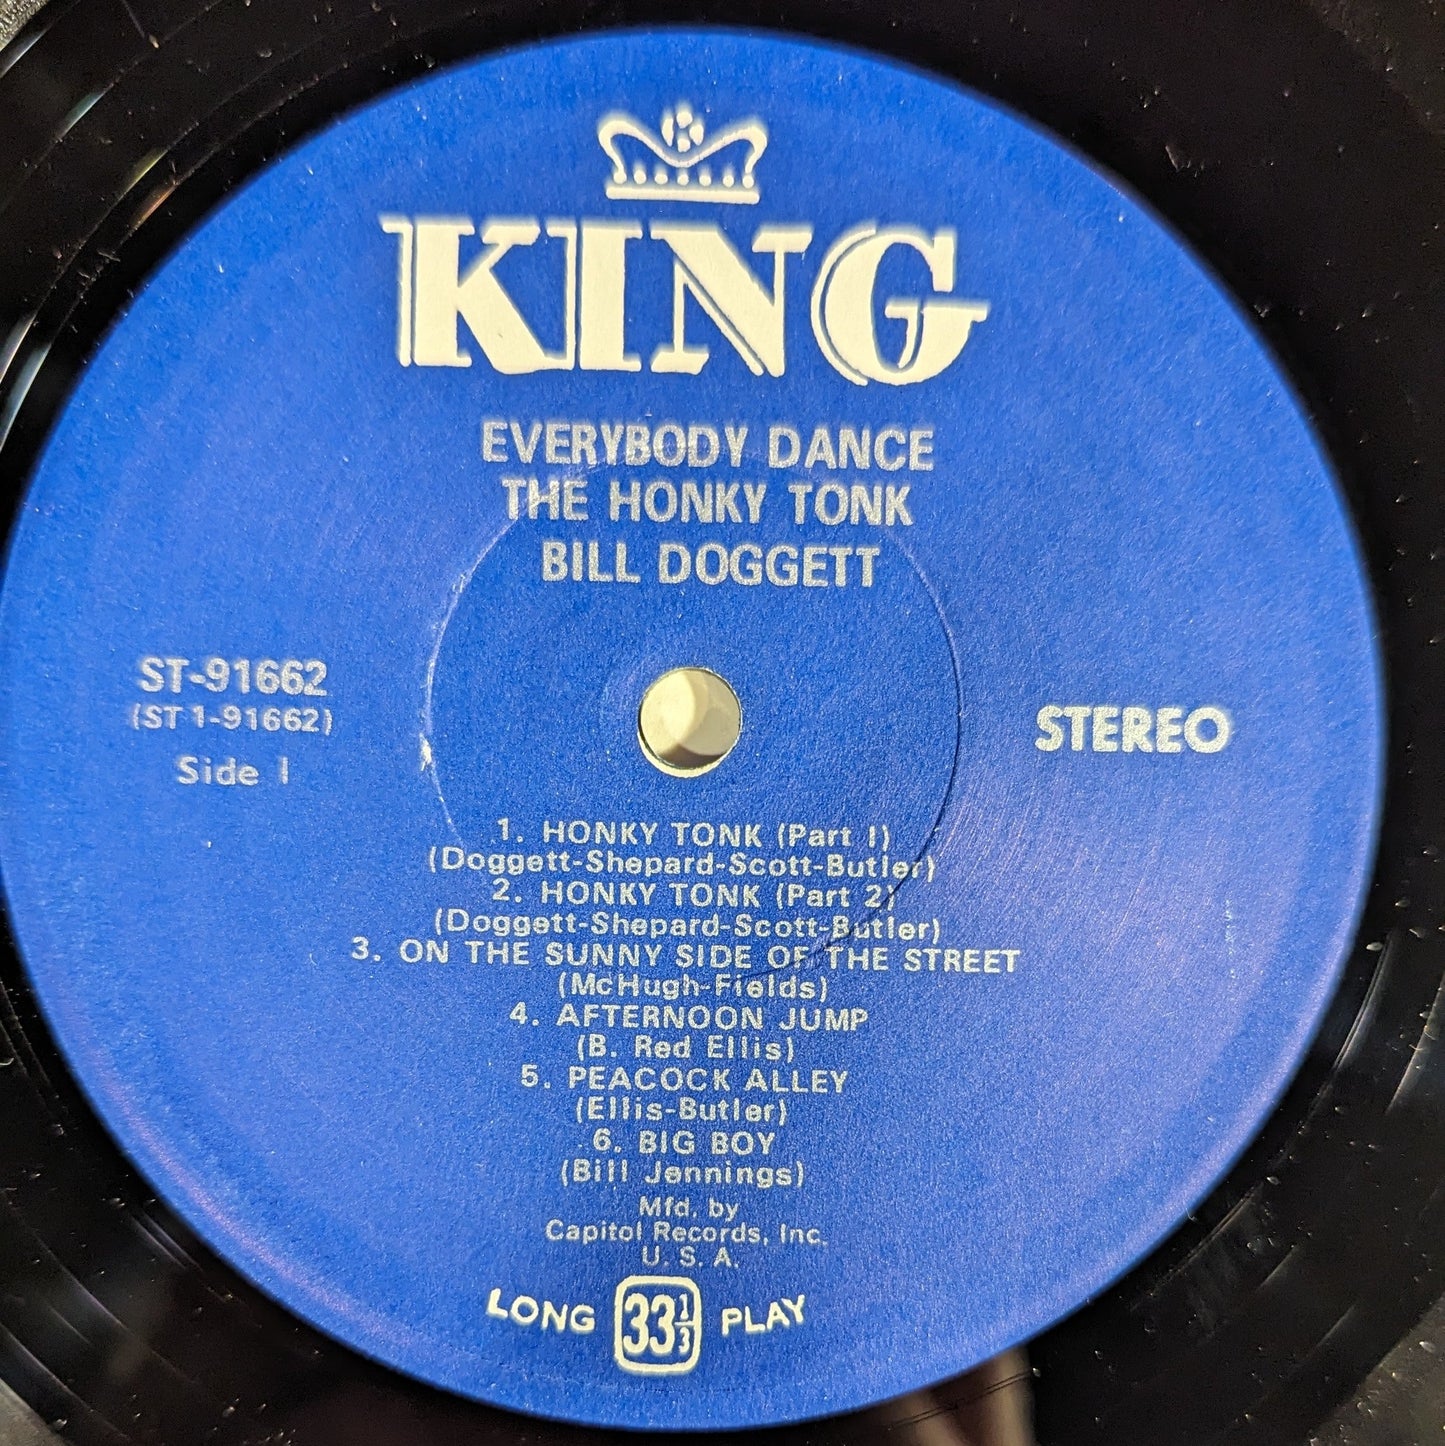 KING
EVERYBODY DANCE
THE HONKY TONK
BILL DOGGETT
ST-91662
(ST 1-91662)
Side 1
STEREO
1. HONKY TONK (Part 1)
(Doggett-Shepard-Scott-Butler)
2. HONKY TONK (Part 2)
(Doggett-Shepard-Scott-Butler)
3. ON THE SUNNY SIDE OF THE STREET
(McHugh-Fields)
4. AFTERNOON JUMP
(B. Red Ellis)
5. PEACOCK ALLEY
(Ellis-Butler)
6. BIG BOY
(Bill Jennings)
Mfd. by
Capitol Records, Inc.
U. S. A.
LONG 33 1/3 PLAY